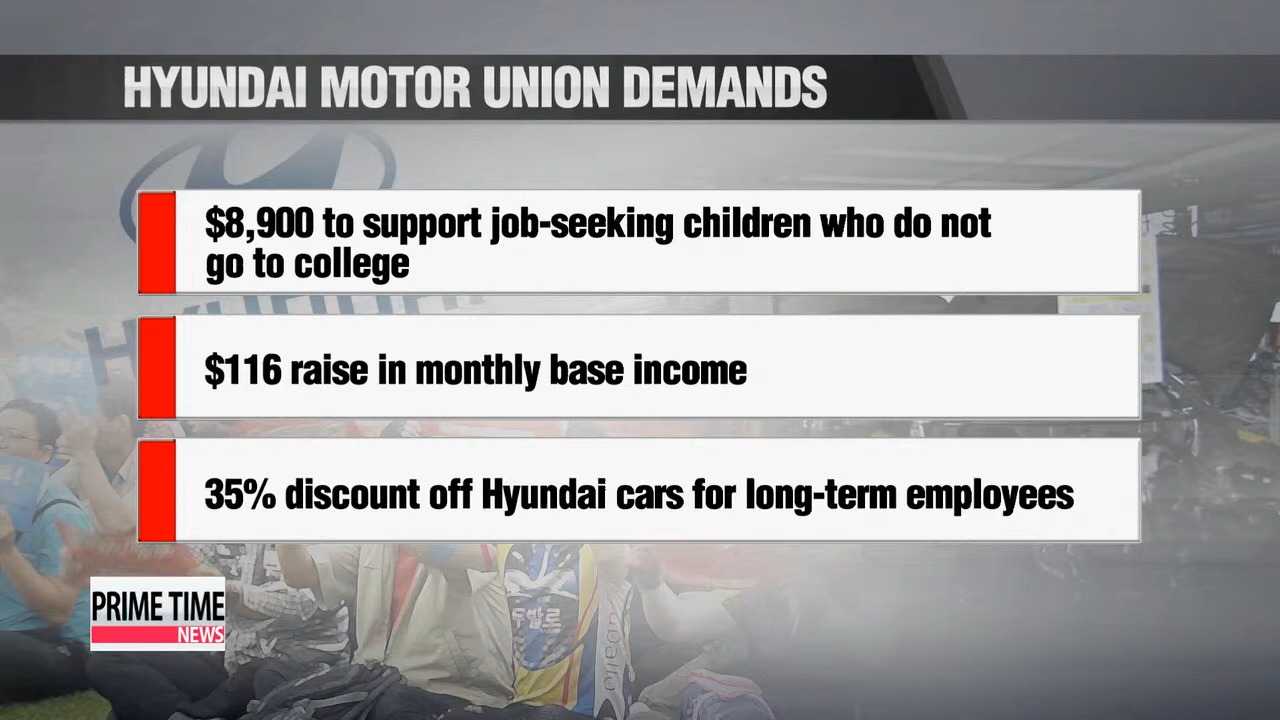 HYUNDAI MOTOR UNION DEMANDS
$8,900 to support job-seeking children who do not
go to college
$116 raise in monthly base income
35% discount off Hyundai cars for long-term employees
PRIME TIME
NEWS